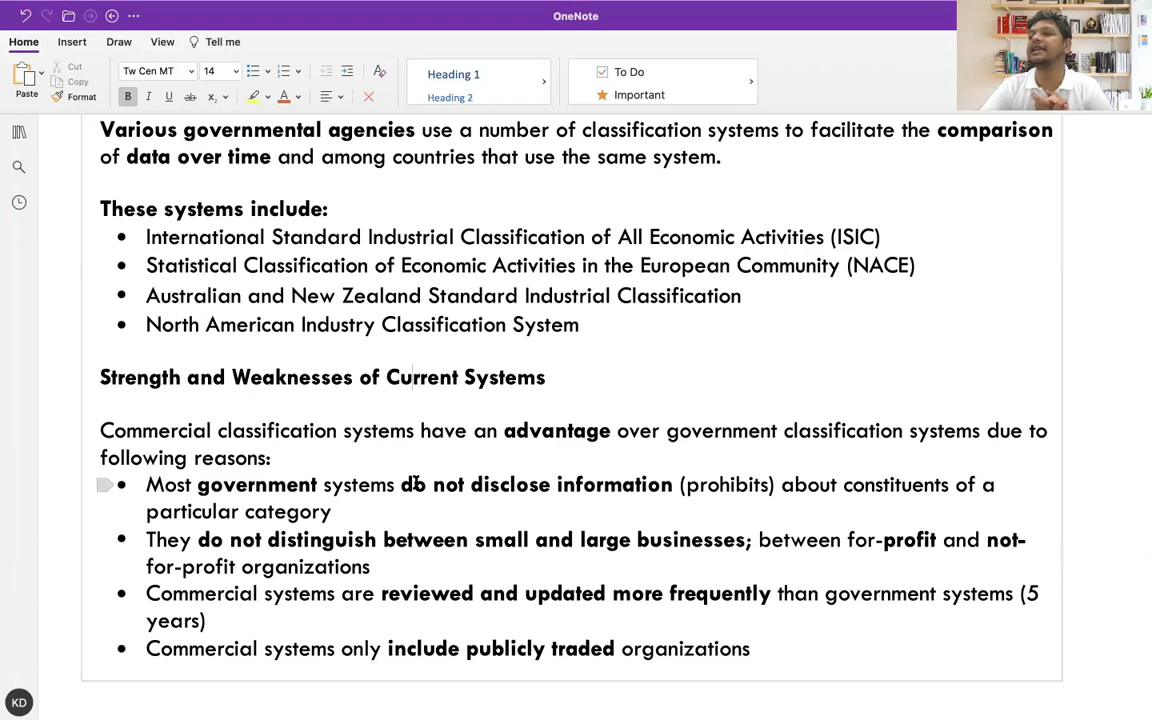 OneNote
Home Insert Draw View Tell me
Paste
Cut
Copy
Format
Tw Cen MT 14
B I U ab x₂ A
Heading 1
Heading 2
To Do
Important
Various governmental agencies use a number of classification systems to facilitate the comparison
of data over time and among countries that use the same system.
These systems include:
• International Standard Industrial Classification of All Economic Activities (ISIC)
• Statistical Classification of Economic Activities in the European Community (NACE)
• Australian and New Zealand Standard Industrial Classification
• North American Industry Classification System
Strength and Weaknesses of Current Systems
Commercial classification systems have an advantage over government classification systems due to
following reasons:
• Most government systems do not disclose information (prohibits) about constituents of a
particular category
• They do not distinguish between small and large businesses; between for-profit and not-
for-profit organizations
• Commercial systems are reviewed and updated more frequently than government systems (5
years)
• Commercial systems only include publicly traded organizations
KD